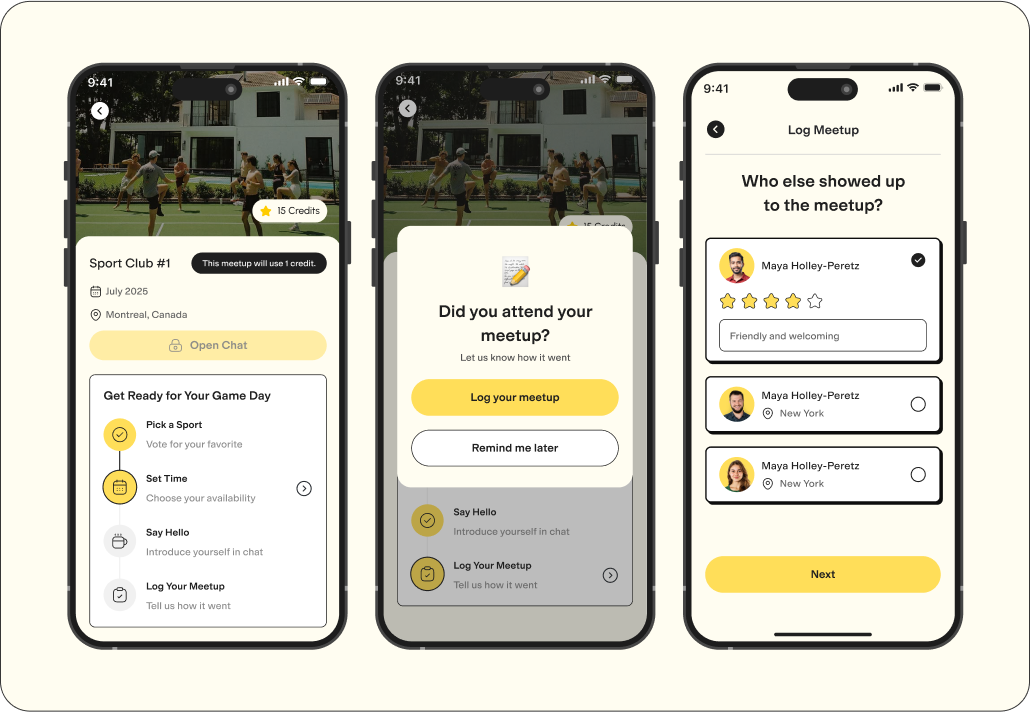 9:41
15 Credits
Sport Club #1
This meetup will use 1 credit.
July 2025
Montreal, Canada
Open Chat
Get Ready for Your Game Day
Pick a Sport
Vote for your favorite
Set Time
Choose your availability
Say Hello
Introduce yourself in chat
Log Your Meetup
Tell us how it went
9:41
15 Credits
Did you attend your
meetup?
Let us know how it went
Log your meetup
Remind me later
Say Hello
Introduce yourself in chat
Log Your Meetup
Tell us how it went
9:41
Log Meetup
Who else showed up
to the meetup?
Maya Holley-Peretz
Friendly and welcoming
Maya Holley-Peretz
New York
Maya Holley-Peretz
New York
Next